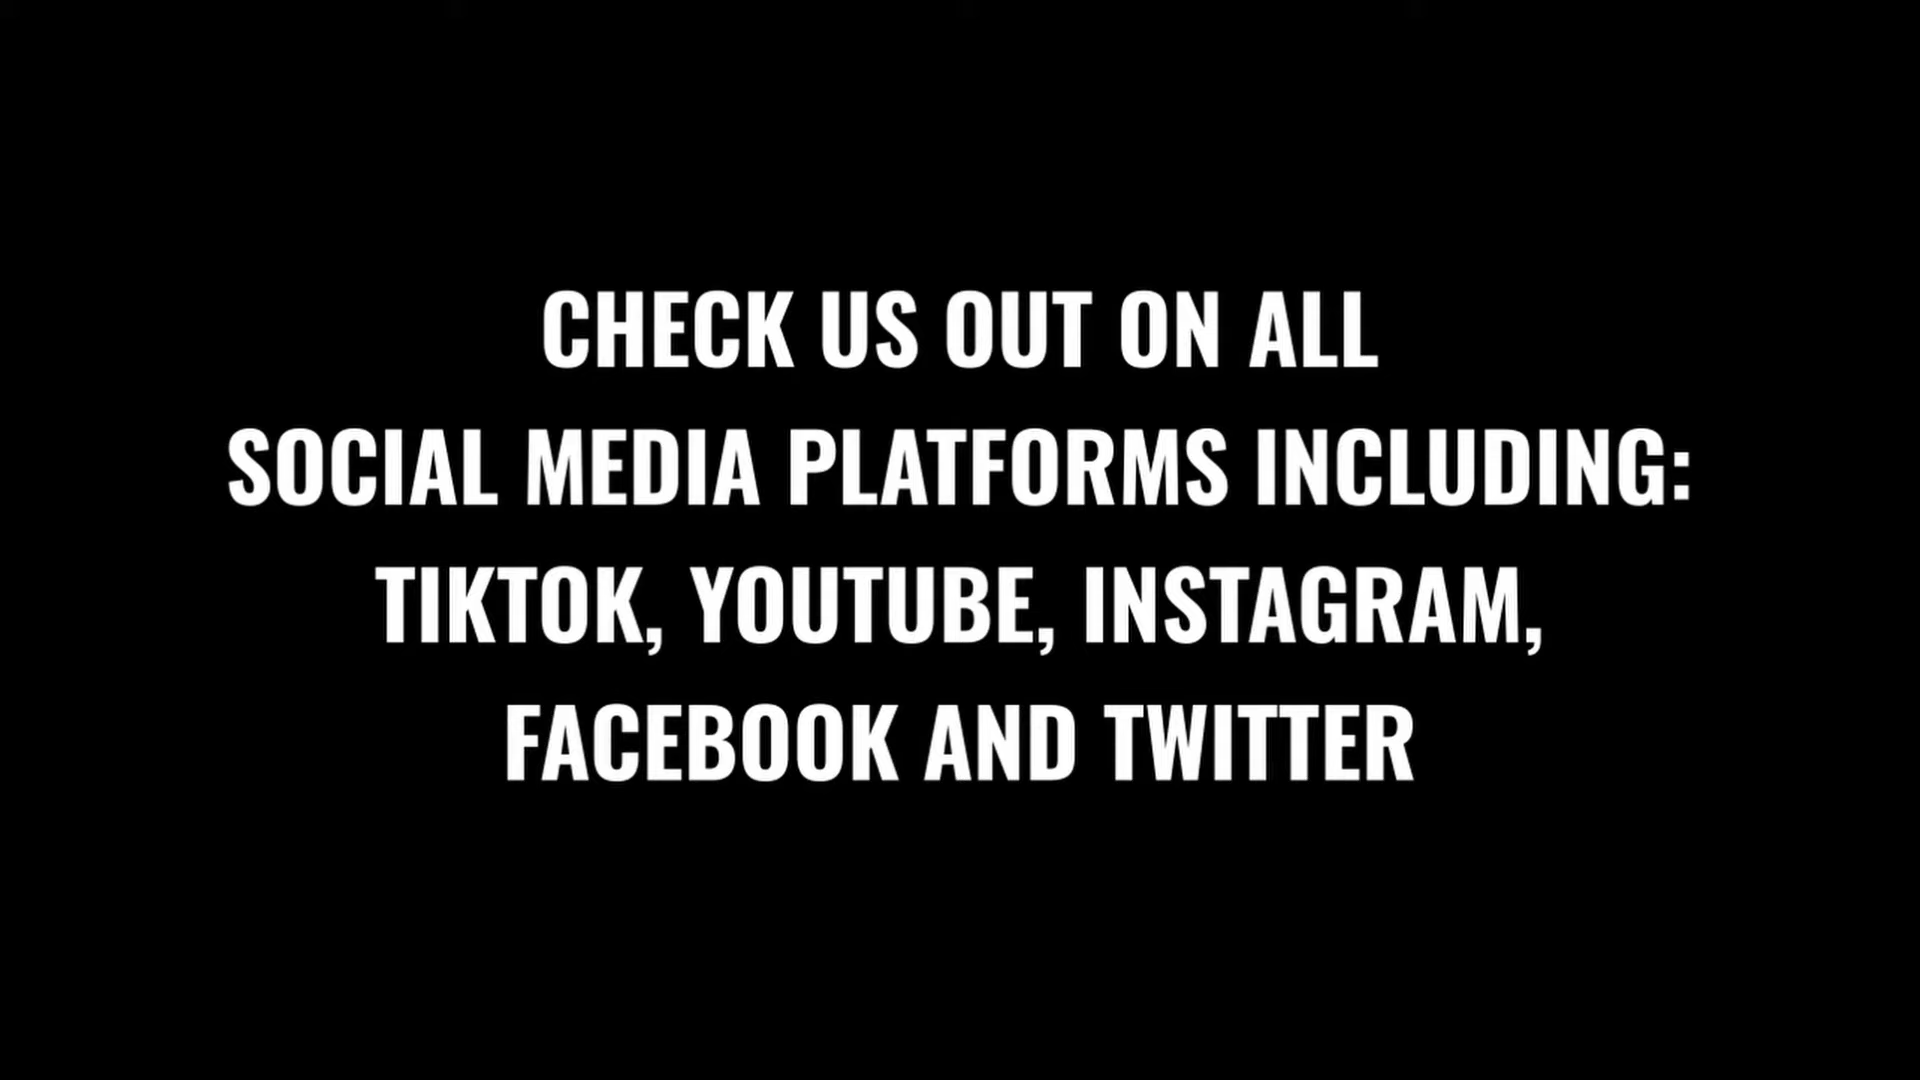 CHECK US OUT ON ALL
SOCIAL MEDIA PLATFORMS INCLUDING:
TIKTOK, YOUTUBE, INSTAGRAM,
FACEBOOK AND TWITTER